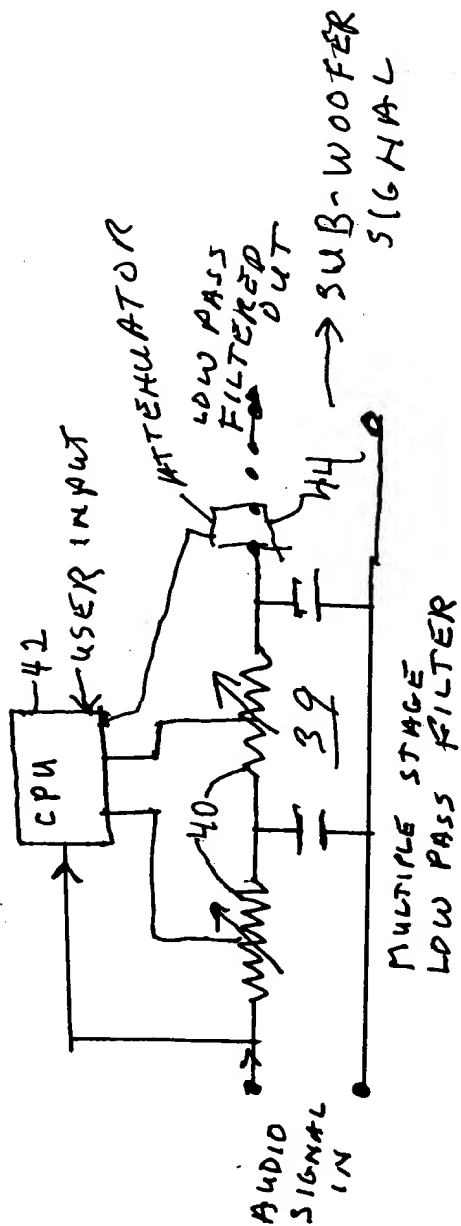 42
CPU
USER INPUT
ATTENUATOR
LOW PASS
FILTERED
OUT
44
→ SUB-WOOFER
SIGNAL
40
39
AUDIO
SIGNAL
IN
MULTIPLE STAGE
LOW PASS FILTER